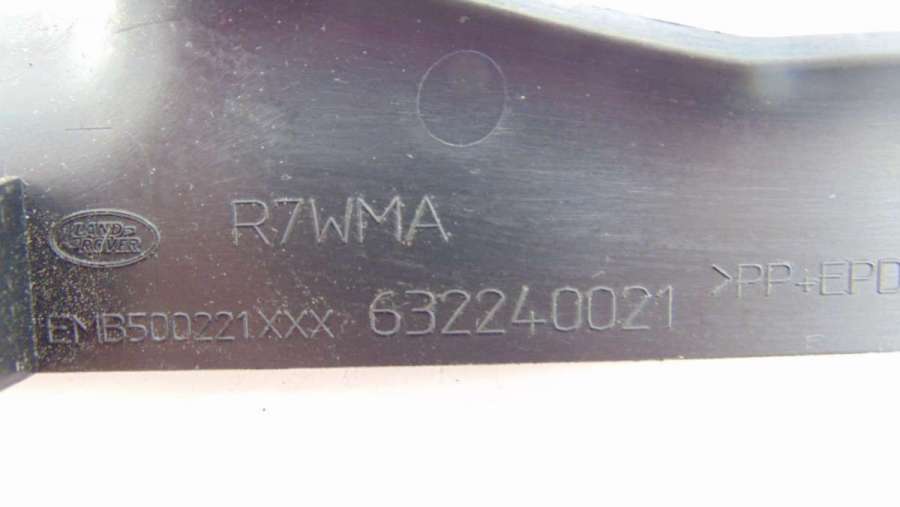 R7WMA
LAND-
ROVER
>PP+EPD
EMB500221XXX 632240021